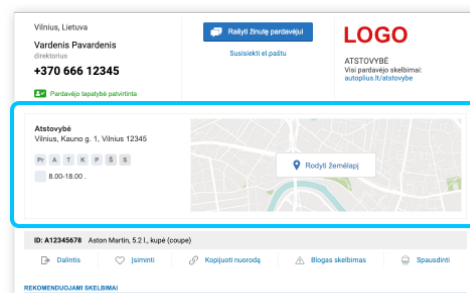 Vilnius, Lietuva
Vardenis Pavardenis
direktorius
+370 666 12345
Pardavėjo tapatybė patvirtinta
Rašyti žinutę pardavėjui
Susisiekti el.paštu
LOGO
ATSTOVYBĖ
Visi pardavėjo skelbimai:
autoplius.lt/atstovybe
Atstovybė
Vilnius, Kauno g. 1, Vilnius 12345
Pr A T K P Š S
8.00-18.00 .
Rodyti žemėlapį
ID: A12345678 Aston Martin, 5.2 l., kupė (coupe)
Dalintis Įsiminti Kopijuoti nuorodą Blogas skelbimas Spausdinti
REKOMENDUOJAMI SKELBIMAI